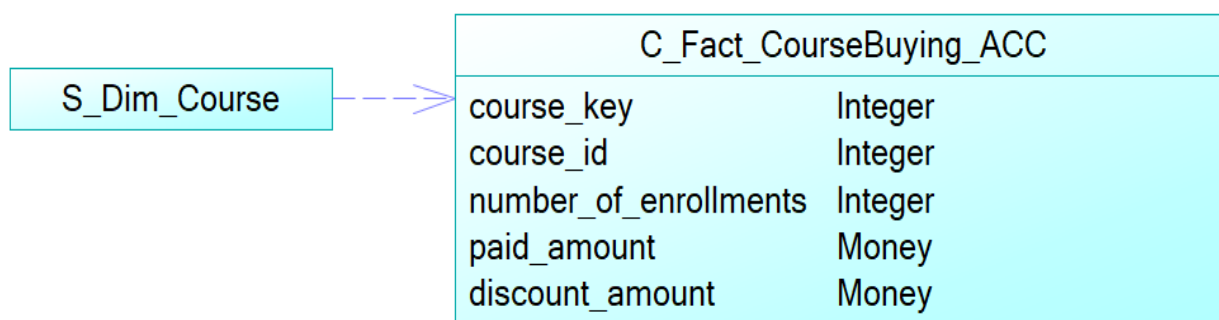 C_Fact_CourseBuying_ACC
S_Dim_Course
course_key Integer
course_id Integer
number_of_enrollments Integer
paid_amount Money
discount_amount Money